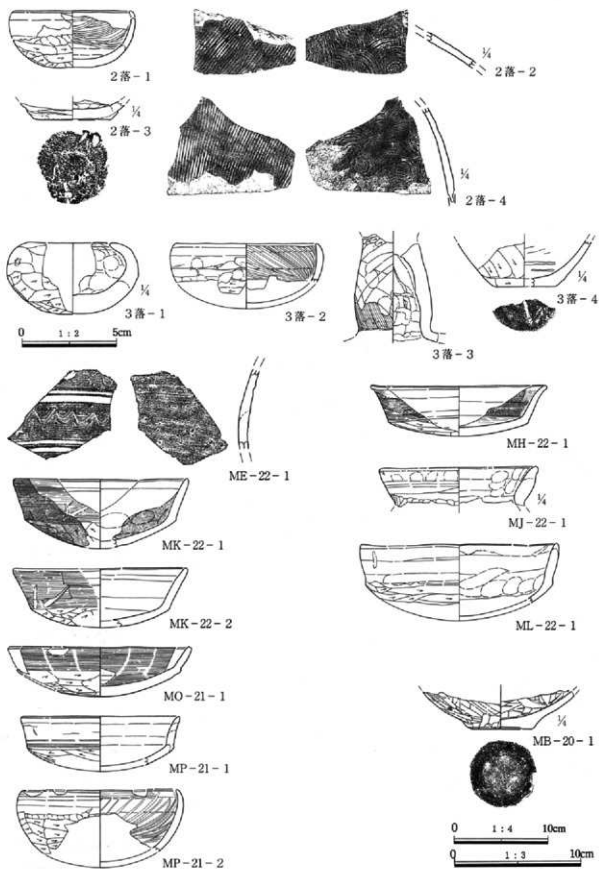 2落-1
¼
2落-2
2落-3
¼
¼
2落-4
3落-1
¼
3落-2
3落-3
3落-4
¼
0 1:2 5cm
ME-22-1
MH-22-1
MK-22-1
MJ-22-1
¼
MK-22-2
ML-22-1
MO-21-1
MP-21-1
MB-20-1
¼
MP-21-2
0 1:4 10cm
0 1:3 10cm